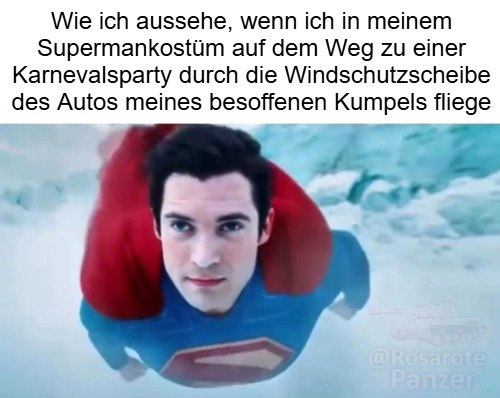 Wie ich aussehe, wenn ich in meinem
Supermankostüm auf dem Weg zu einer
Karnevalsparty durch die Windschutzscheibe
des Autos meines besoffenen Kumpels fliege
@Rosarote
Panzer